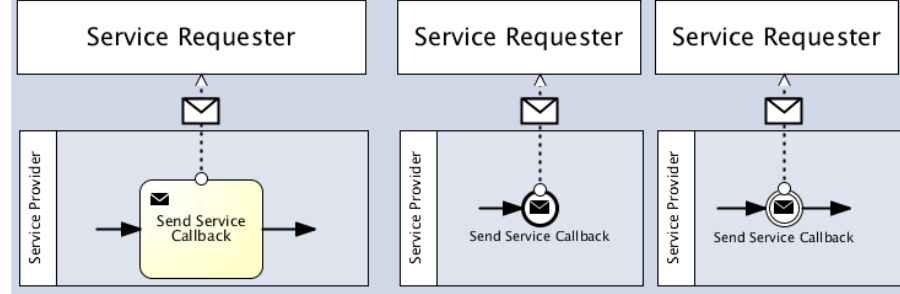 Service Requester
Service Requester
Service Requester
Service Provider
Send Service
Callback
Service Provider
Send Service Callback
Service Provider
Send Service Callback